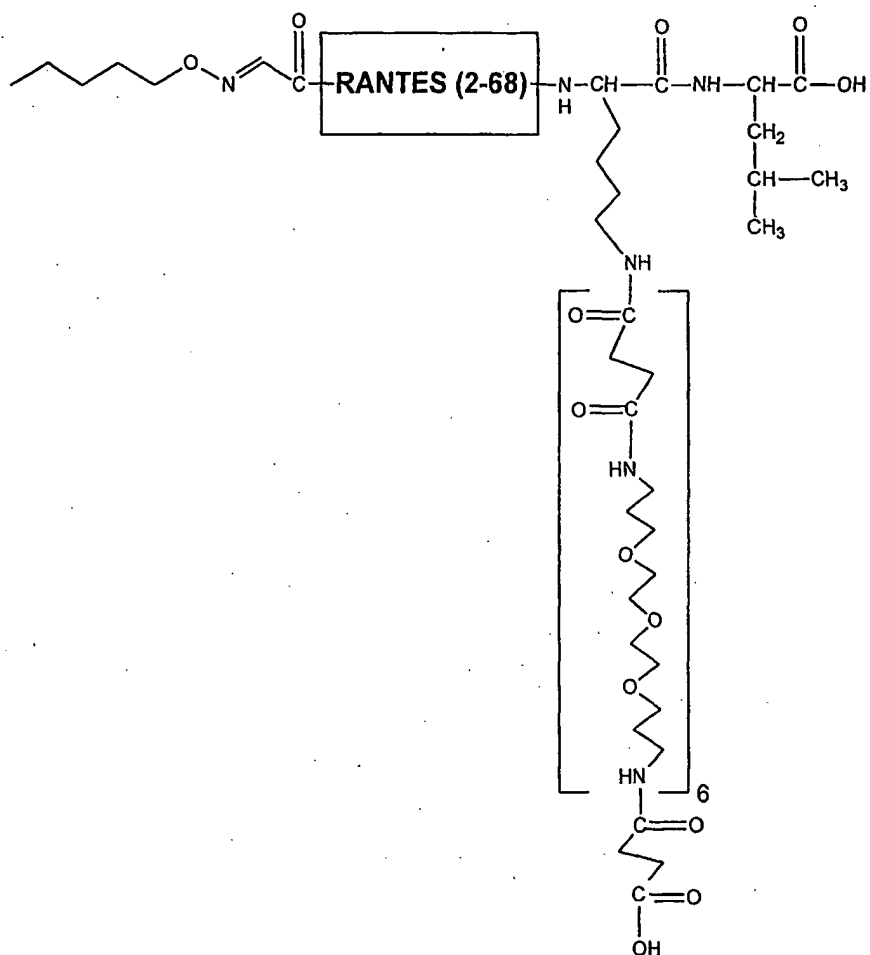 O O O
O N C RANTES (2-68) N H CH C NH CH C OH
CH2
CH CH3
CH3
NH
O C
O C
HN
O
O
O
HN
6
C O
C O
OH